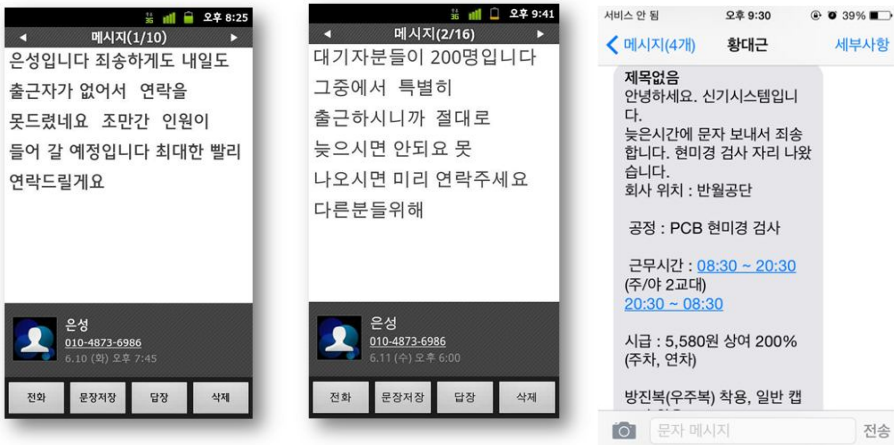 오후 8:25
메시지(1/10)
은성입니다 죄송하게도 내일도
출근자가 없어서 연락을
못드렸네요 조만간 인원이
들어 갈 예정입니다 최대한 빨리
연락드릴게요
은성
010-4873-6986
6.10 (화) 오후 7:45
전화 문장저장 답장 삭제
오후 9:41
메시지(2/16)
대기자분들이 200명입니다
그중에서 특별히
출근하시니까 절대로
늦으시면 안되요 못
나오시면 미리 연락주세요
다른분들위해
은성
010-4873-6986
6.11 (수) 오후 6:00
전화 문장저장 답장 삭제
서비스 안 됨 오후 9:30 39%
메시지(4개) 황대근 세부사항
제목없음
안녕하세요. 신기시스템입니
다.
늦은시간에 문자 보내서 죄송
합니다. 현미경 검사 자리 나왔
습니다.
회사 위치 : 반월공단
공정 : PCB 현미경 검사
근무시간 : 08:30 ~ 20:30
(주/야 2교대)
20:30 ~ 08:30
시급 : 5,580원 상여 200%
(주차, 연차)
방진복(우주복) 착용, 일반 캡
문자 메시지 전송